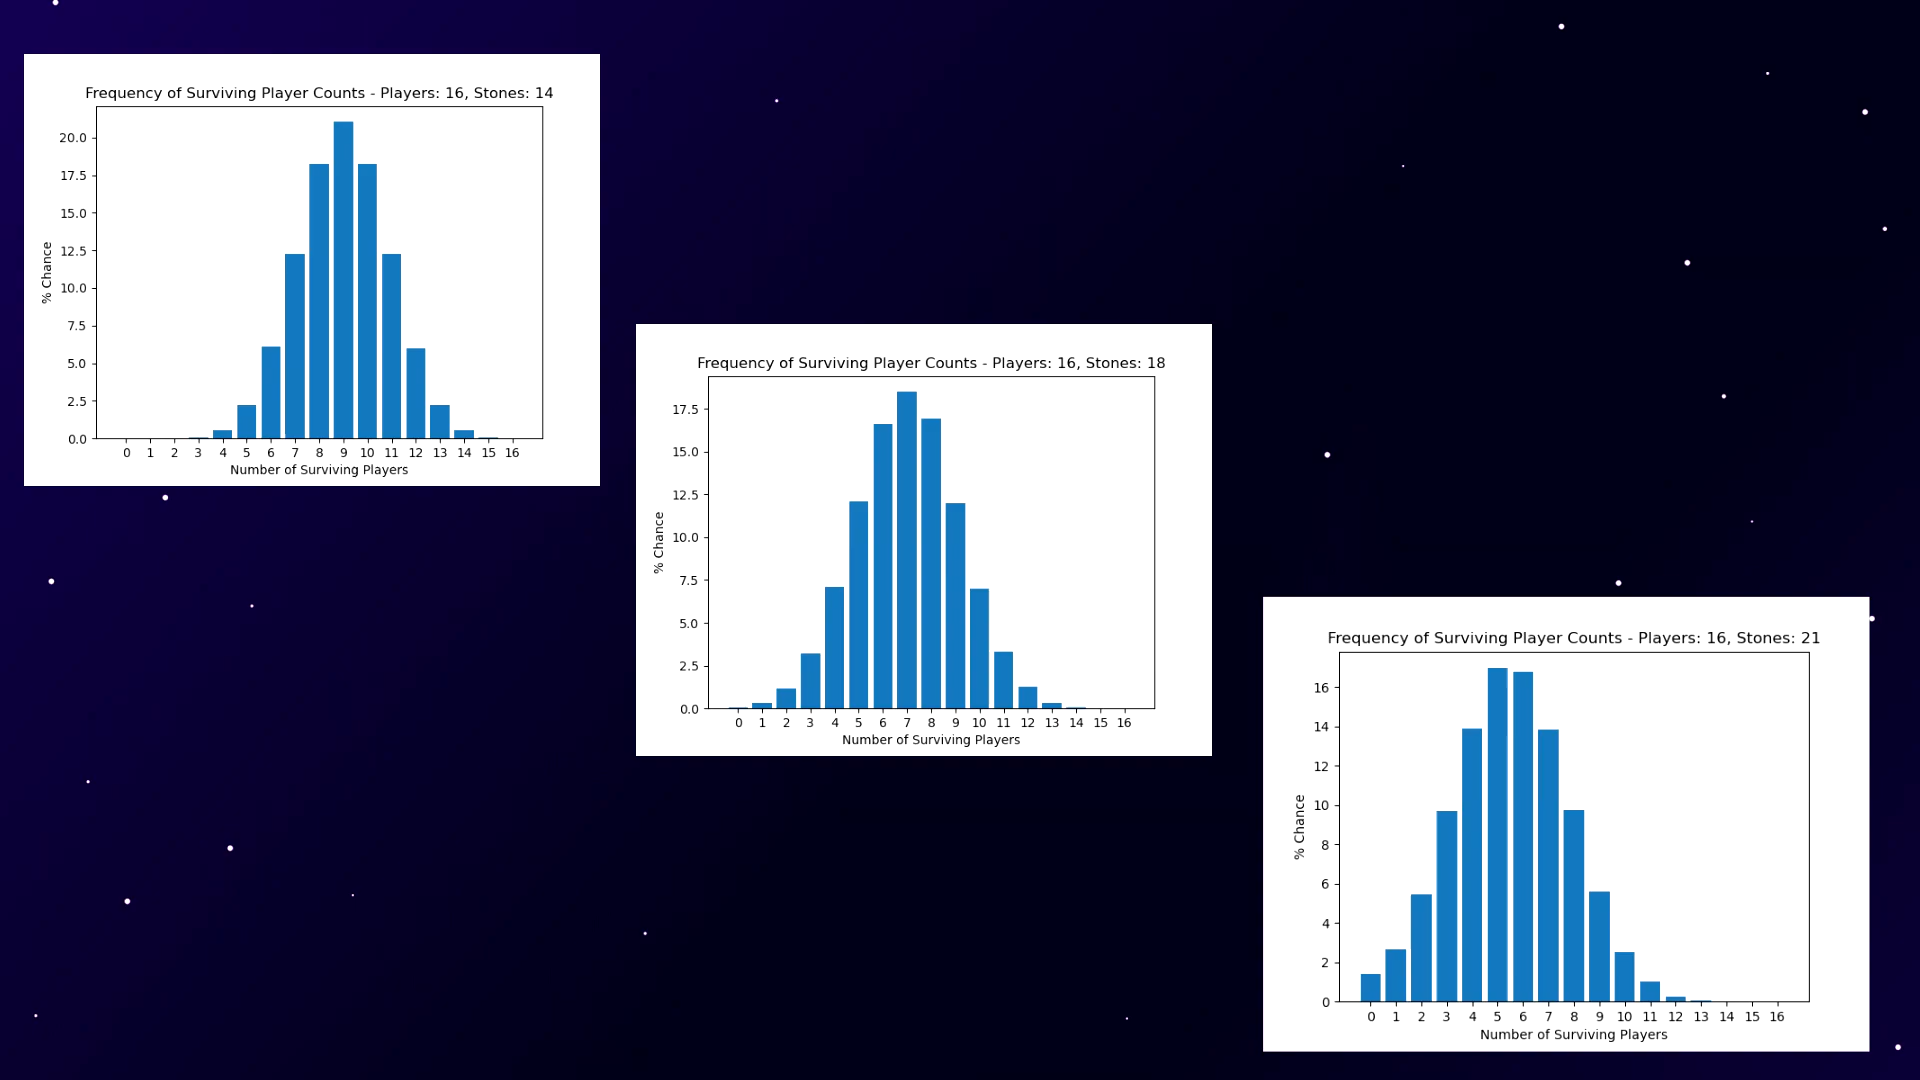 Frequency of Surviving Player Counts - Players: 16, Stones: 14
20.0
17.5
15.0
12.5
10.0
7.5
5.0
2.5
0.0
% Chance
0 1 2 3 4 5 6 7 8 9 10 11 12 13 14 15 16
Number of Surviving Players
Frequency of Surviving Player Counts - Players: 16, Stones: 18
17.5
15.0
12.5
10.0
7.5
5.0
2.5
0.0
% Chance
0 1 2 3 4 5 6 7 8 9 10 11 12 13 14 15 16
Number of Surviving Players
Frequency of Surviving Player Counts - Players: 16, Stones: 21
16
14
12
10
8
6
4
2
0
% Chance
0 1 2 3 4 5 6 7 8 9 10 11 12 13 14 15 16
Number of Surviving Players